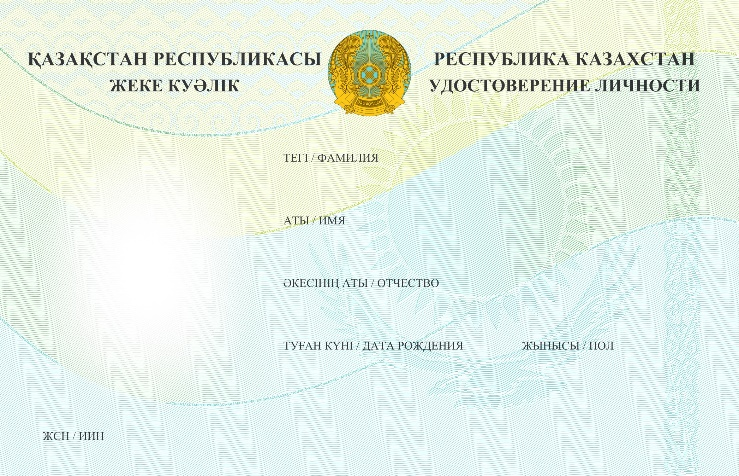 ҚАЗАҚСТАН РЕСПУБЛИКАСЫ
ЖЕКЕ КУӘЛІК
РЕСПУБЛИКА КАЗАХСТАН
УДОСТОВЕРЕНИЕ ЛИЧНОСТИ
ТЕГІ / ФАМИЛИЯ
АТЫ / ИМЯ
ӘКЕСІНІҢ АТЫ / ОТЧЕСТВО
ТУҒАН КҮНІ / ДАТА РОЖДЕНИЯ
ЖЫНЫСЫ / ПОЛ
ЖСН / ИИН